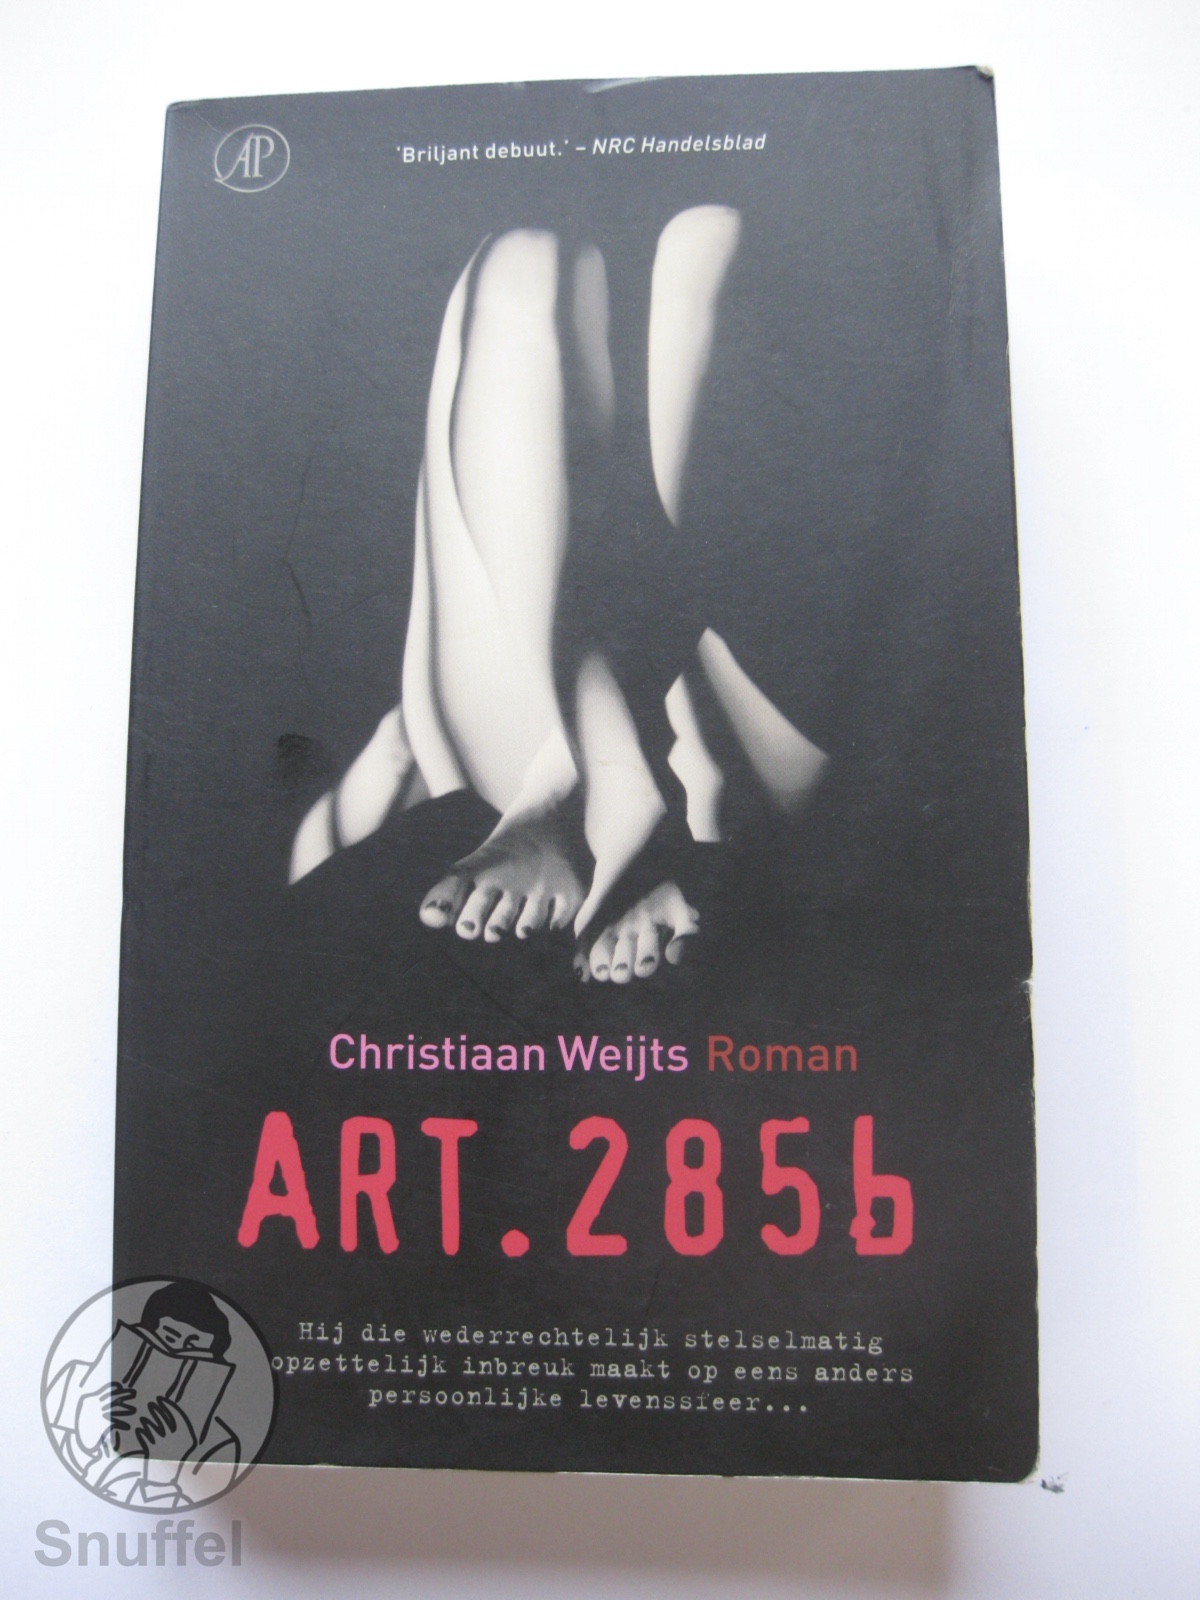 AP
'Briljant debuut.' – NRC Handelsblad
Christiaan Weijts Roman
ART.285b
Hij die wederrechtelijk stelselmatig
opzettelijk inbreuk maakt op eens anders
persoonlijke levenssfeer...
Snuffel